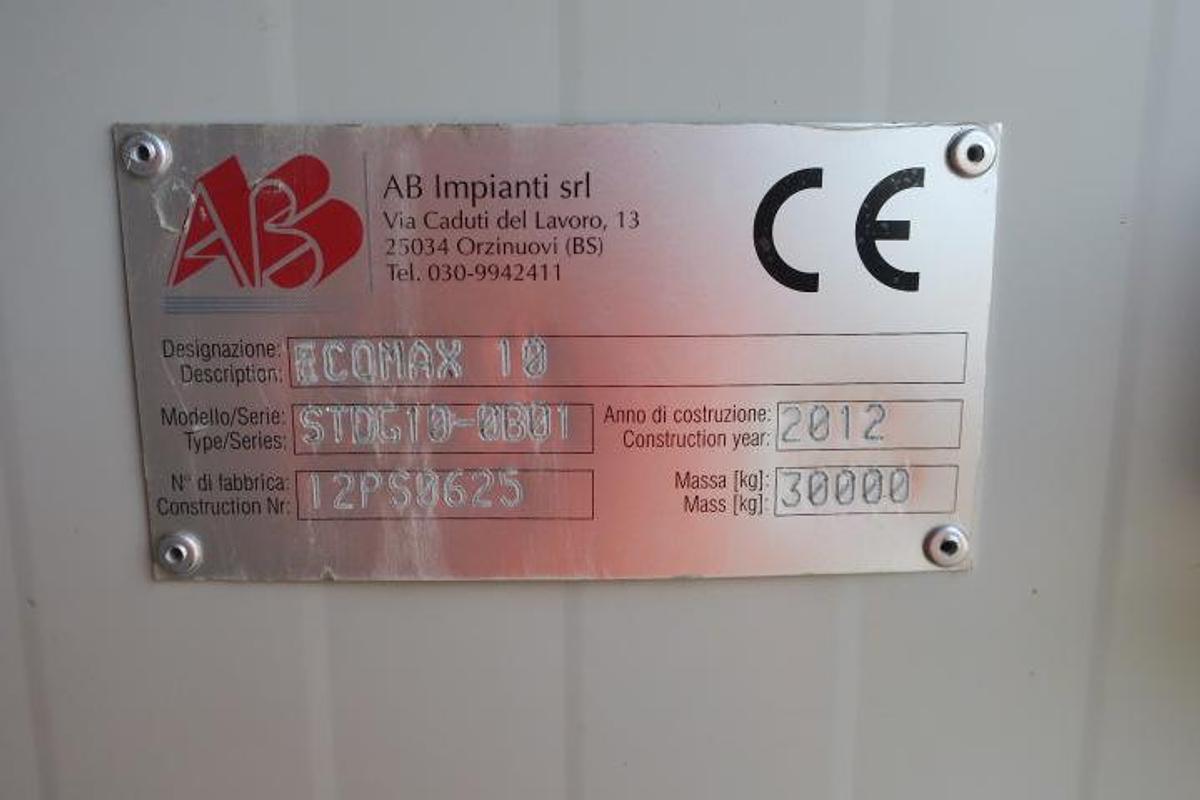 AB
AB Impianti srl
Via Caduti del Lavoro, 13
25034 Orzinuovi (BS)
Tel. 030-9942411
CE
Designazione:
Description:
ECOMAX 10
Modello/Serie:
Type/Series:
STDG10-0B01
Anno di costruzione:
Construction year:
2012
N° di fabbrica:
Construction Nr:
12PS0625
Massa [kg]:
Mass [kg]:
30000